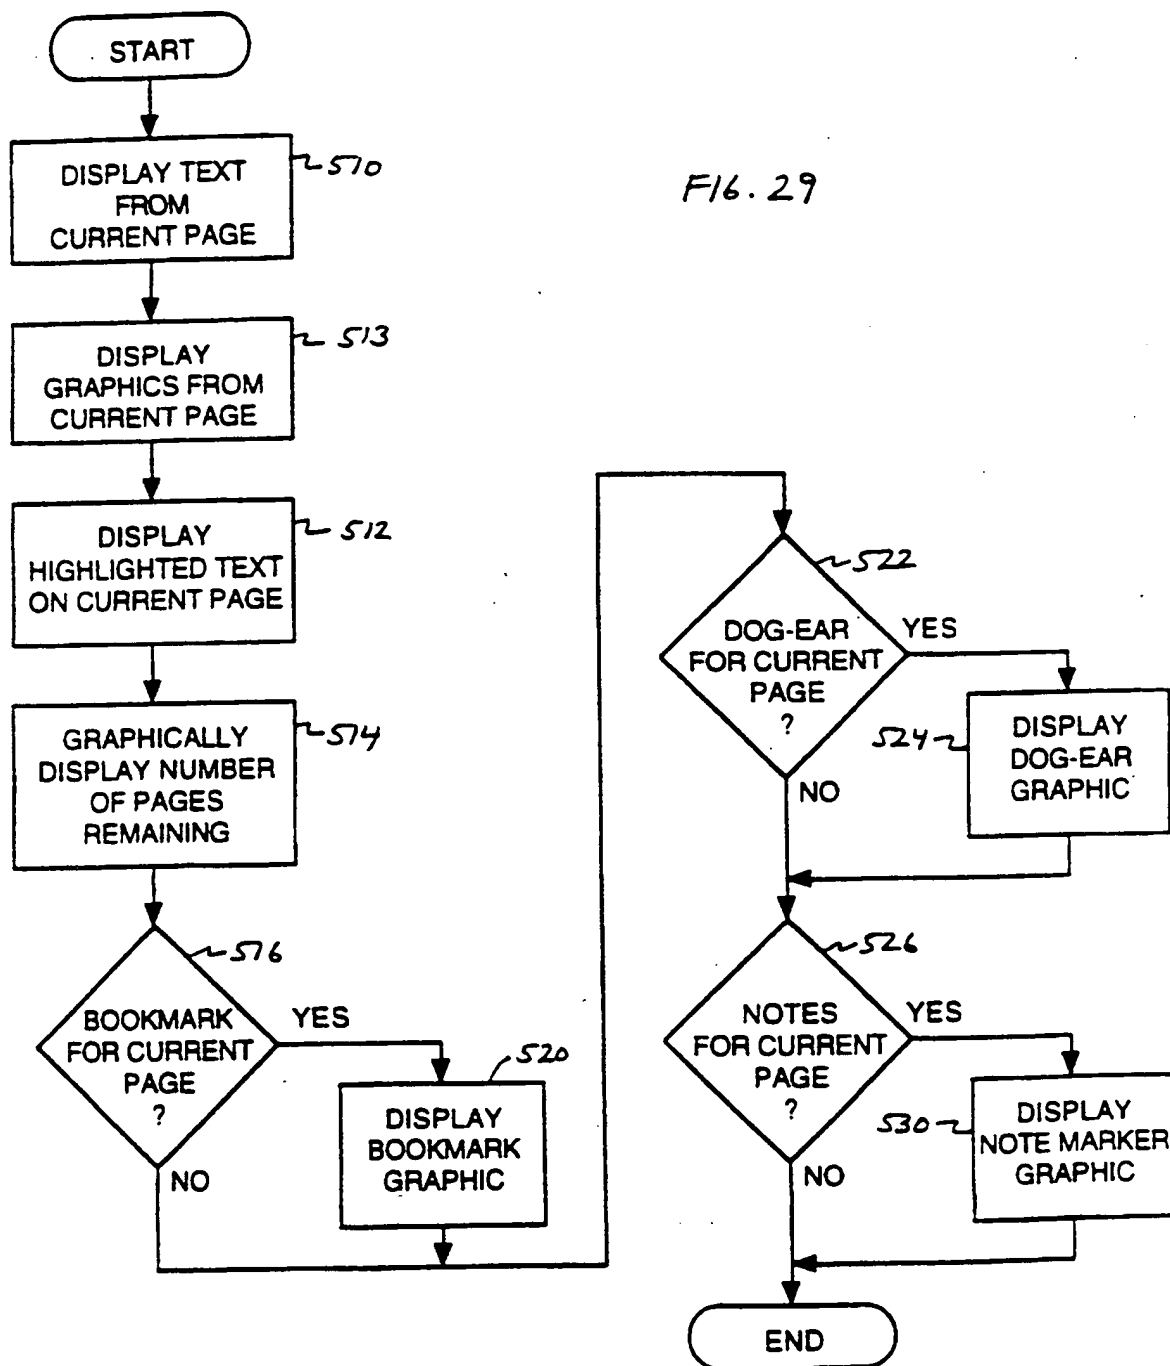 START
DISPLAY TEXT
FROM
CURRENT PAGE
510
FIG. 29
DISPLAY
GRAPHICS FROM
CURRENT PAGE
513
DISPLAY
HIGHLIGHTED TEXT
ON CURRENT PAGE
512
GRAPHICALLY
DISPLAY NUMBER
OF PAGES
REMAINING
514
BOOKMARK
FOR CURRENT
PAGE
?
516
YES
NO
DISPLAY
BOOKMARK
GRAPHIC
520
DOG-EAR
FOR CURRENT
PAGE
?
522
YES
NO
DISPLAY
DOG-EAR
GRAPHIC
524
NOTES
FOR CURRENT
PAGE
?
526
YES
NO
DISPLAY
NOTE MARKER
GRAPHIC
530
END